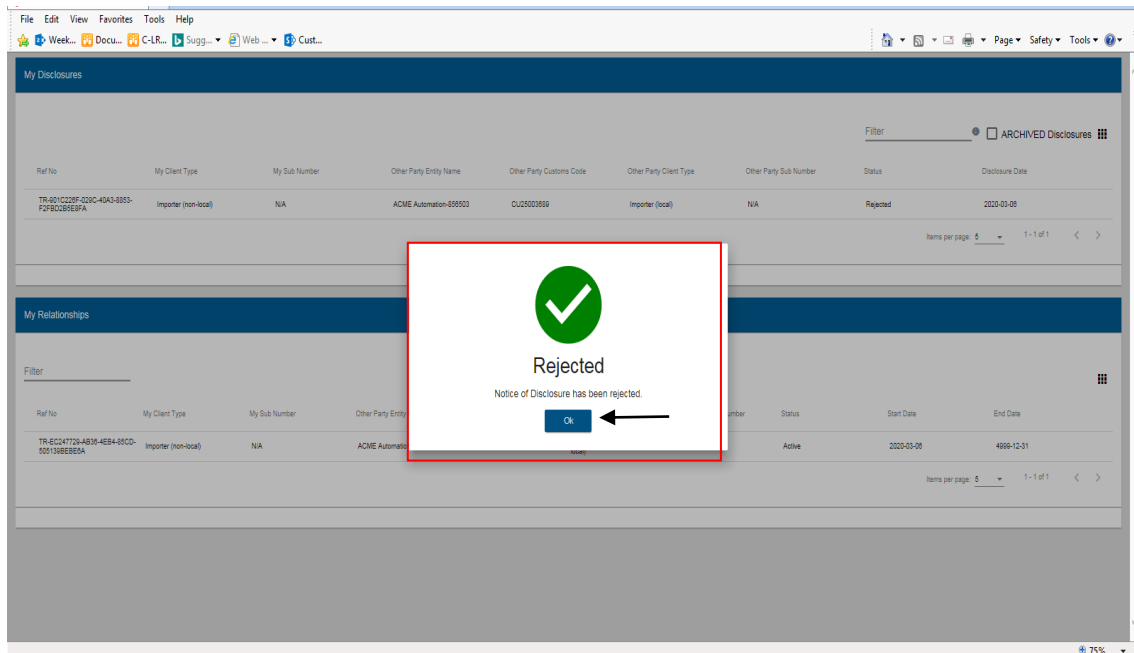 File Edit View Favorites Tools Help
Week... Docu... C-LR... Sugg... Web ... Cust...
Page Safety Tools
My Disclosures
Filter ARCHIVED Disclosures
Ref No My Client Type My Sub Number Other Party Entity Name Other Party Customs Code Other Party Client Type Other Party Sub Number Status Disclosure Date
TR-901C226F-029C-40A3-8853-
F2FBD2B5E8FA Importer (non-local) N/A ACME Automation-856503 CU25003689 Importer (local) N/A Rejected 2020-03-06
Items per page: 5 1 - 1 of 1
My Relationships
Rejected
Filter
Notice of Disclosure has been rejected.
Ref No My Client Type My Sub Number Other Party Entity umber Status Start Date End Date
Ok
TR-EC247729-AB36-4EB4-85CD-
505139BEBE6A Importer (non-local) N/A ACME Automatio local) Active 2020-03-06 4999-12-31
Items per page: 5 1 - 1 of 1
75%